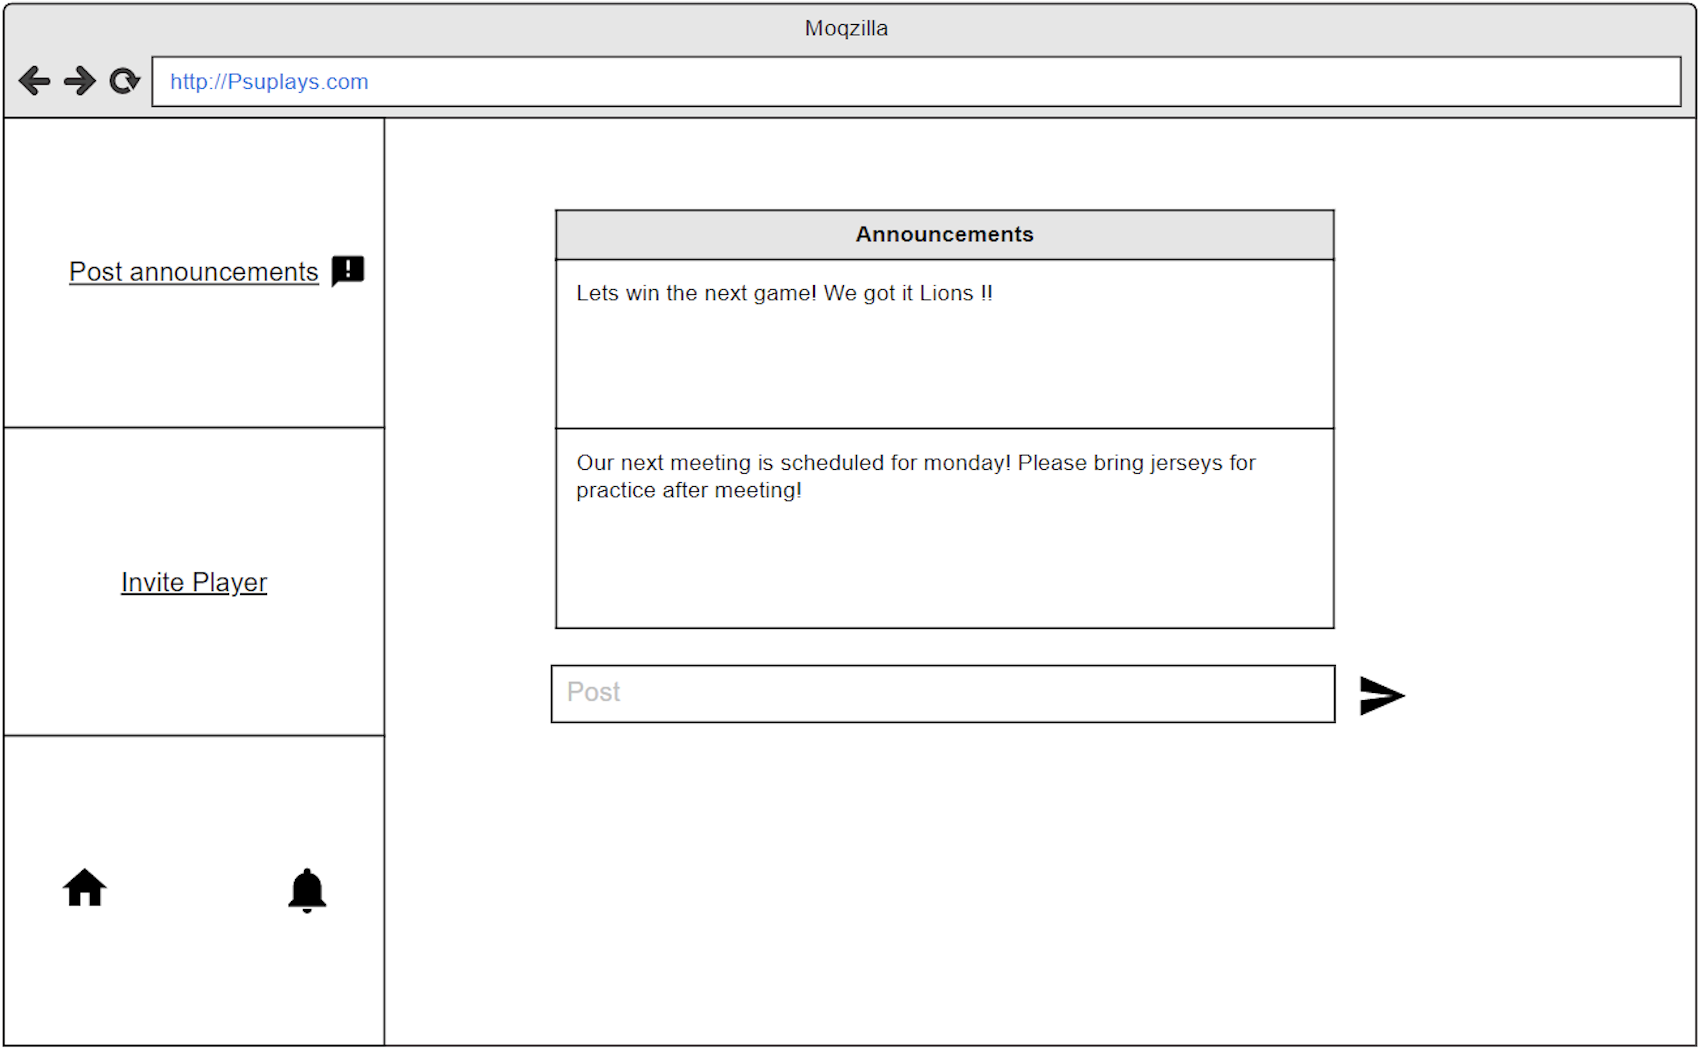 Moqzilla
http://Psuplays.com
Post announcements
Invite Player
Announcements
Lets win the next game! We got it Lions !!
Our next meeting is scheduled for monday! Please bring jerseys for
practice after meeting!
Post